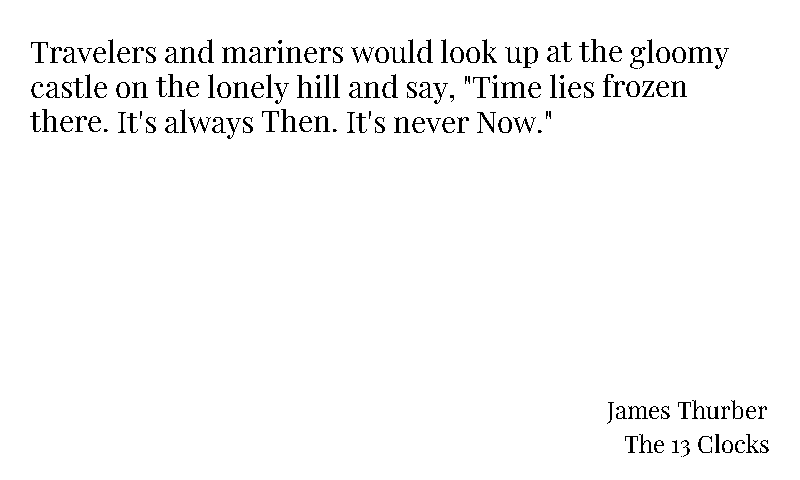 Travelers and mariners would look up at the gloomy
castle on the lonely hill and say, "Time lies frozen
there. It's always Then. It's never Now."
James Thurber
The 13 Clocks